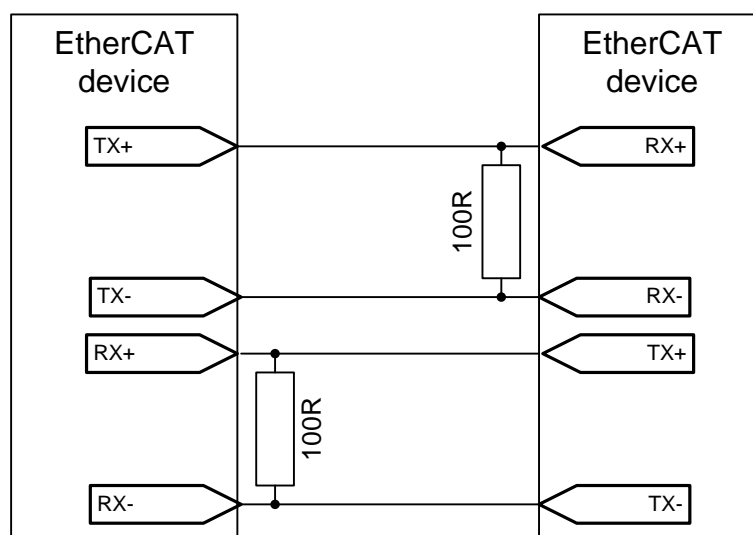 EtherCAT
device
EtherCAT
device
TX+
RX+
100R
TX-
RX-
RX+
TX+
100R
RX-
TX-